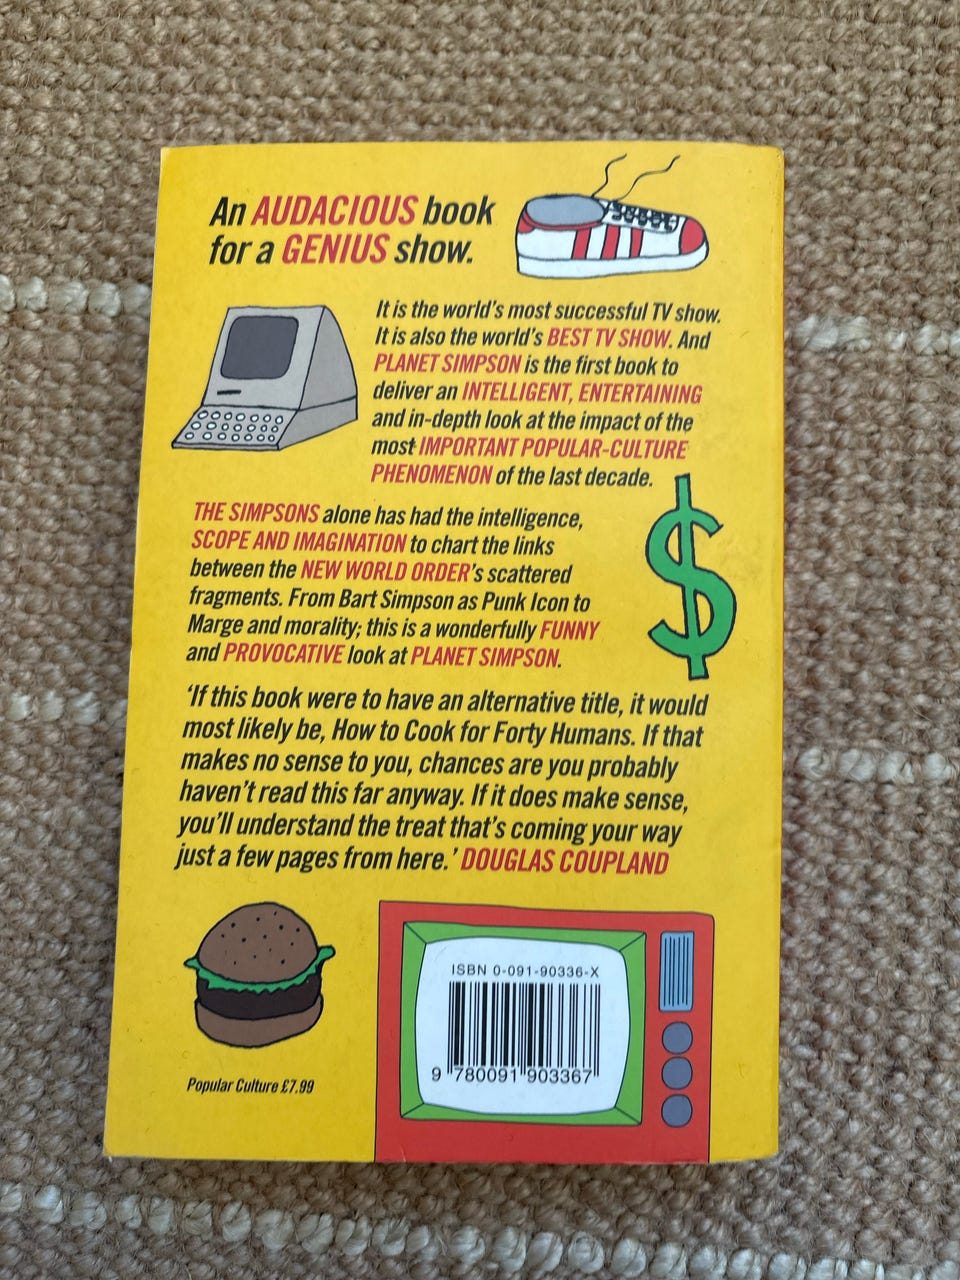 An AUDACIOUS book
for a GENIUS show.
It is the world's most successful TV show.
It is also the world's BEST TV SHOW. And
PLANET SIMPSON is the first book to
deliver an INTELLIGENT, ENTERTAINING
and in-depth look at the impact of the
most IMPORTANT POPULAR-CULTURE
PHENOMENON of the last decade.
THE SIMPSONS alone has had the intelligence,
SCOPE AND IMAGINATION to chart the links
between the NEW WORLD ORDER's scattered
fragments. From Bart Simpson as Punk Icon to
Marge and morality; this is a wonderfully FUNNY
and PROVOCATIVE look at PLANET SIMPSON.
'If this book were to have an alternative title, it would
most likely be, How to Cook for Forty Humans. If that
makes no sense to you, chances are you probably
haven't read this far anyway. If it does make sense,
you'll understand the treat that's coming your way
just a few pages from here.' DOUGLAS COUPLAND
ISBN 0-091-90336-X
9 780091 903367
Popular Culture £7.99